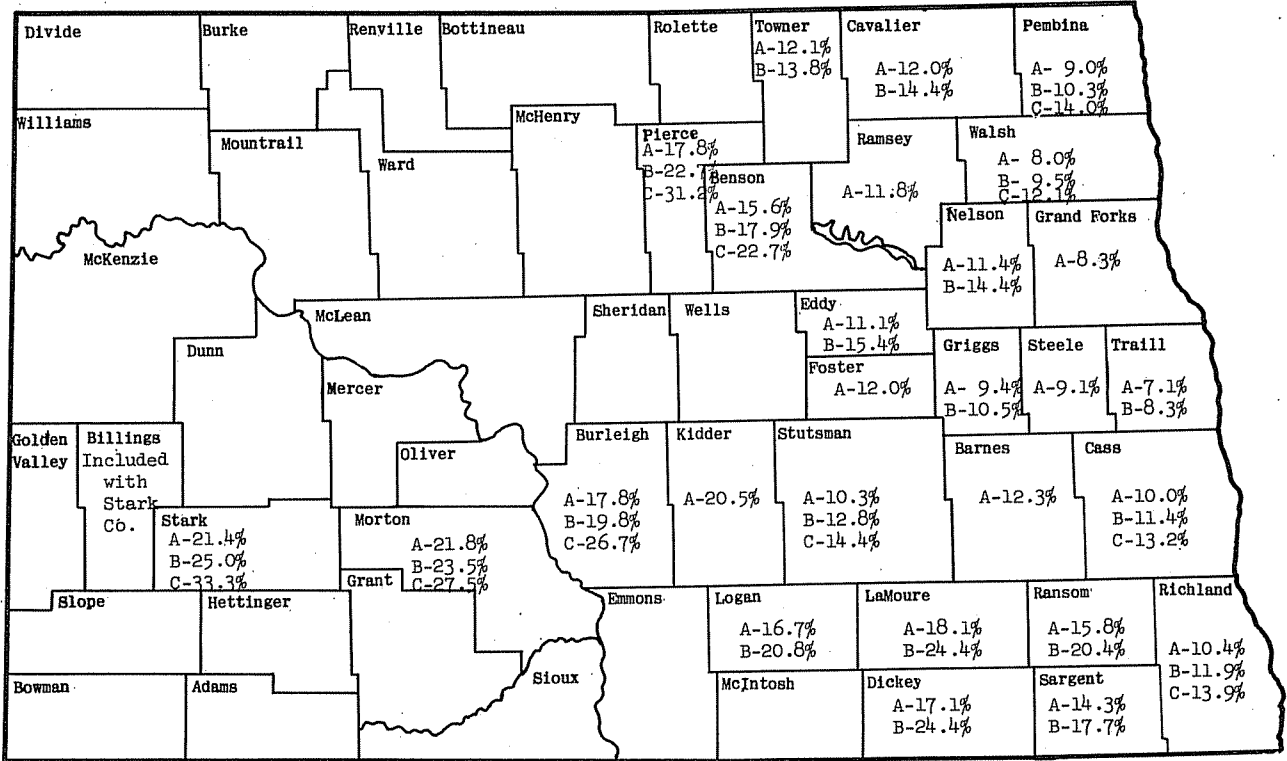 Divide
Burke
Renville
Bottineau
Rolette
Towner
A-12.1%
B-13.8%
Cavalier
A-12.0%
B-14.4%
Pembina
A- 9.0%
B-10.3%
C-14.0%
Williams
Mountrail
Ward
McHenry
Pierce
A-17.8%
B-22.7%
C-31.2%
Benson
A-15.6%
B-17.9%
C-22.7%
Ramsey
A-11.8%
Walsh
A- 8.0%
B- 9.5%
C-12.1%
Nelson
A-11.4%
B-14.4%
Grand Forks
A-8.3%
McKenzie
Dunn
McLean
Mercer
Oliver
Sheridan
Wells
Eddy
A-11.1%
B-15.4%
Foster
A-12.0%
Griggs
A- 9.4%
B-10.5%
Steele
A-9.1%
Traill
A-7.1%
B-8.3%
Golden
Valley
Billings
Included
with
Stark
Co.
Stark
A-21.4%
B-25.0%
C-33.3%
Morton
A-21.8%
B-23.5%
C-27.5%
Grant
Burleigh
A-17.8%
B-19.8%
C-26.7%
Kidder
A-20.5%
Stutsman
A-10.3%
B-12.8%
C-14.4%
Barnes
A-12.3%
Cass
A-10.0%
B-11.4%
C-13.2%
Slope
Hettinger
Bowman
Adams
Sioux
Emmons
Logan
A-16.7%
B-20.8%
LaMoure
A-18.1%
B-24.4%
Ransom
A-15.8%
B-20.4%
Richland
A-10.4%
B-11.9%
C-13.9%
McIntosh
Dickey
A-17.1%
B-24.4%
Sargent
A-14.3%
B-17.7%